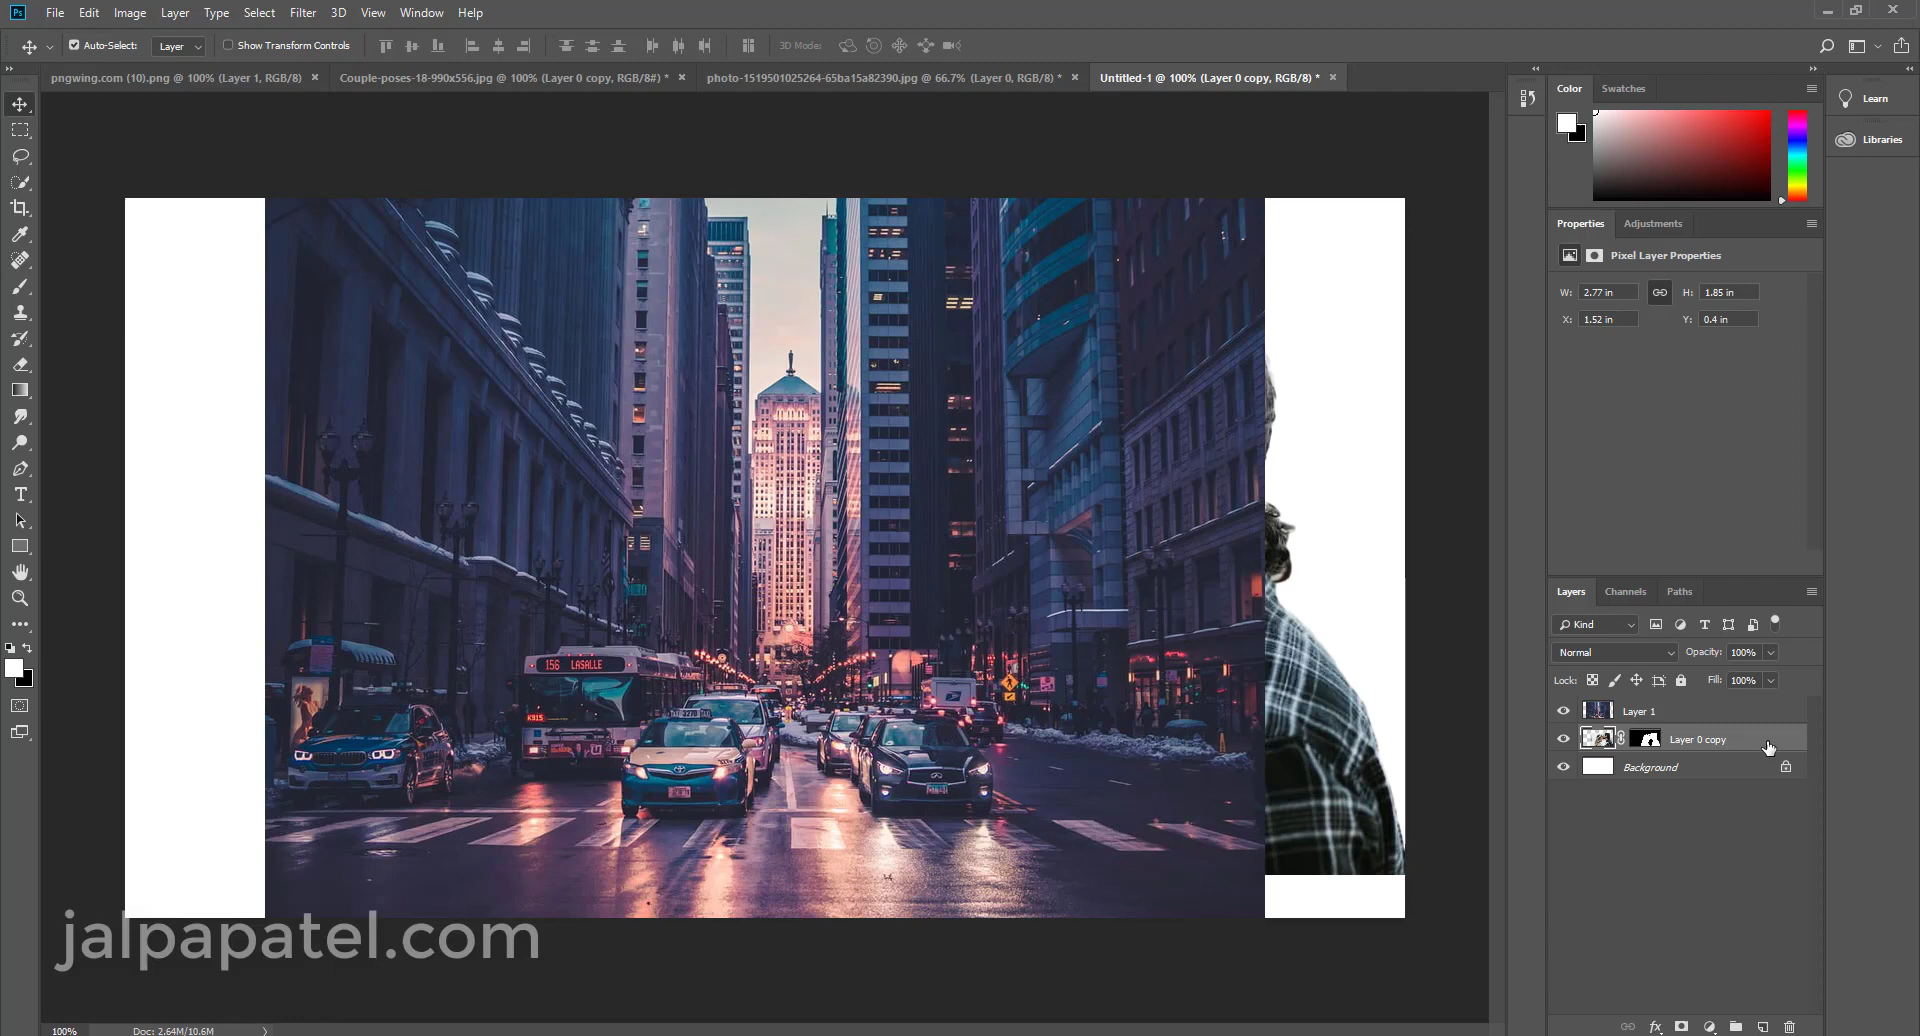 Ps File Edit Image Layer Type Select Filter 3D View Window Help
Auto-Select: Layer Show Transform Controls 3D Mode:
pngwing.com (10).png @ 100% (Layer 1, RGB/8) Couple-poses-18-990x556.jpg @ 100% (Layer 0 copy, RGB/8#) * photo-1519501025264-65ba15a82390.jpg @ 66.7% (Layer 0, RGB/8) * Untitled-1 @ 100% (Layer 0 copy, RGB/8) *
Color Swatches
Learn
Libraries
Properties Adjustments
Pixel Layer Properties
W: 2.77 in H: 1.85 in
X: 1.52 in Y: 0.4 in
156 LASALLE
K915
Layers Channels Paths
Kind
Normal Opacity: 100%
Lock: Fill: 100%
Layer 1
Layer 0 copy
Background
jalpapatel.com
100% Doc: 2.64M/10.6M